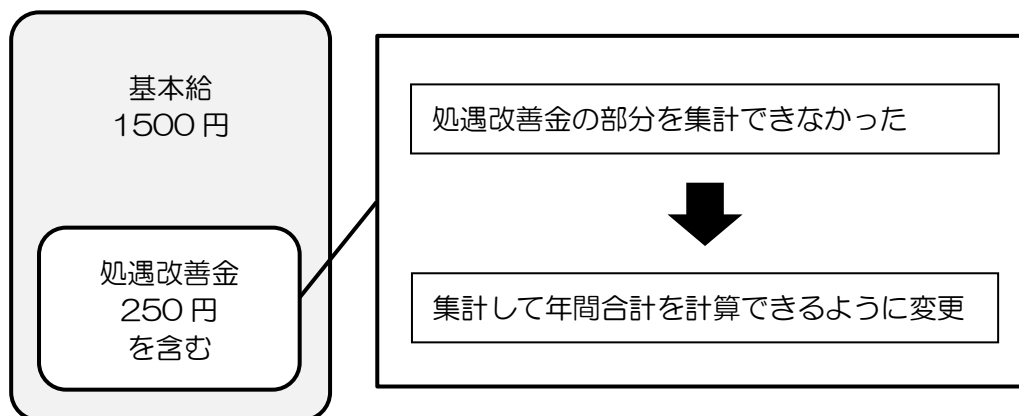 基本給
1500 円
処遇改善金
250 円
を含む
処遇改善金の部分を集計できなかった
集計して年間合計を計算できるように変更